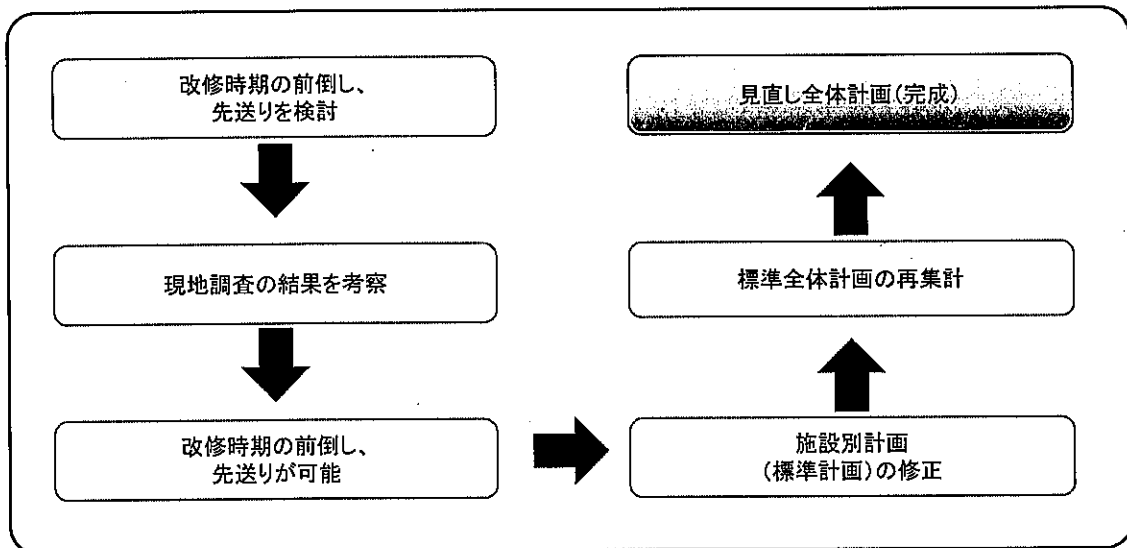 改修時期の前倒し、
先送りを検討
現地調査の結果を考察
改修時期の前倒し、
先送りが可能
施設別計画
(標準計画)の修正
標準全体計画の再集計
見直し全体計画(完成)